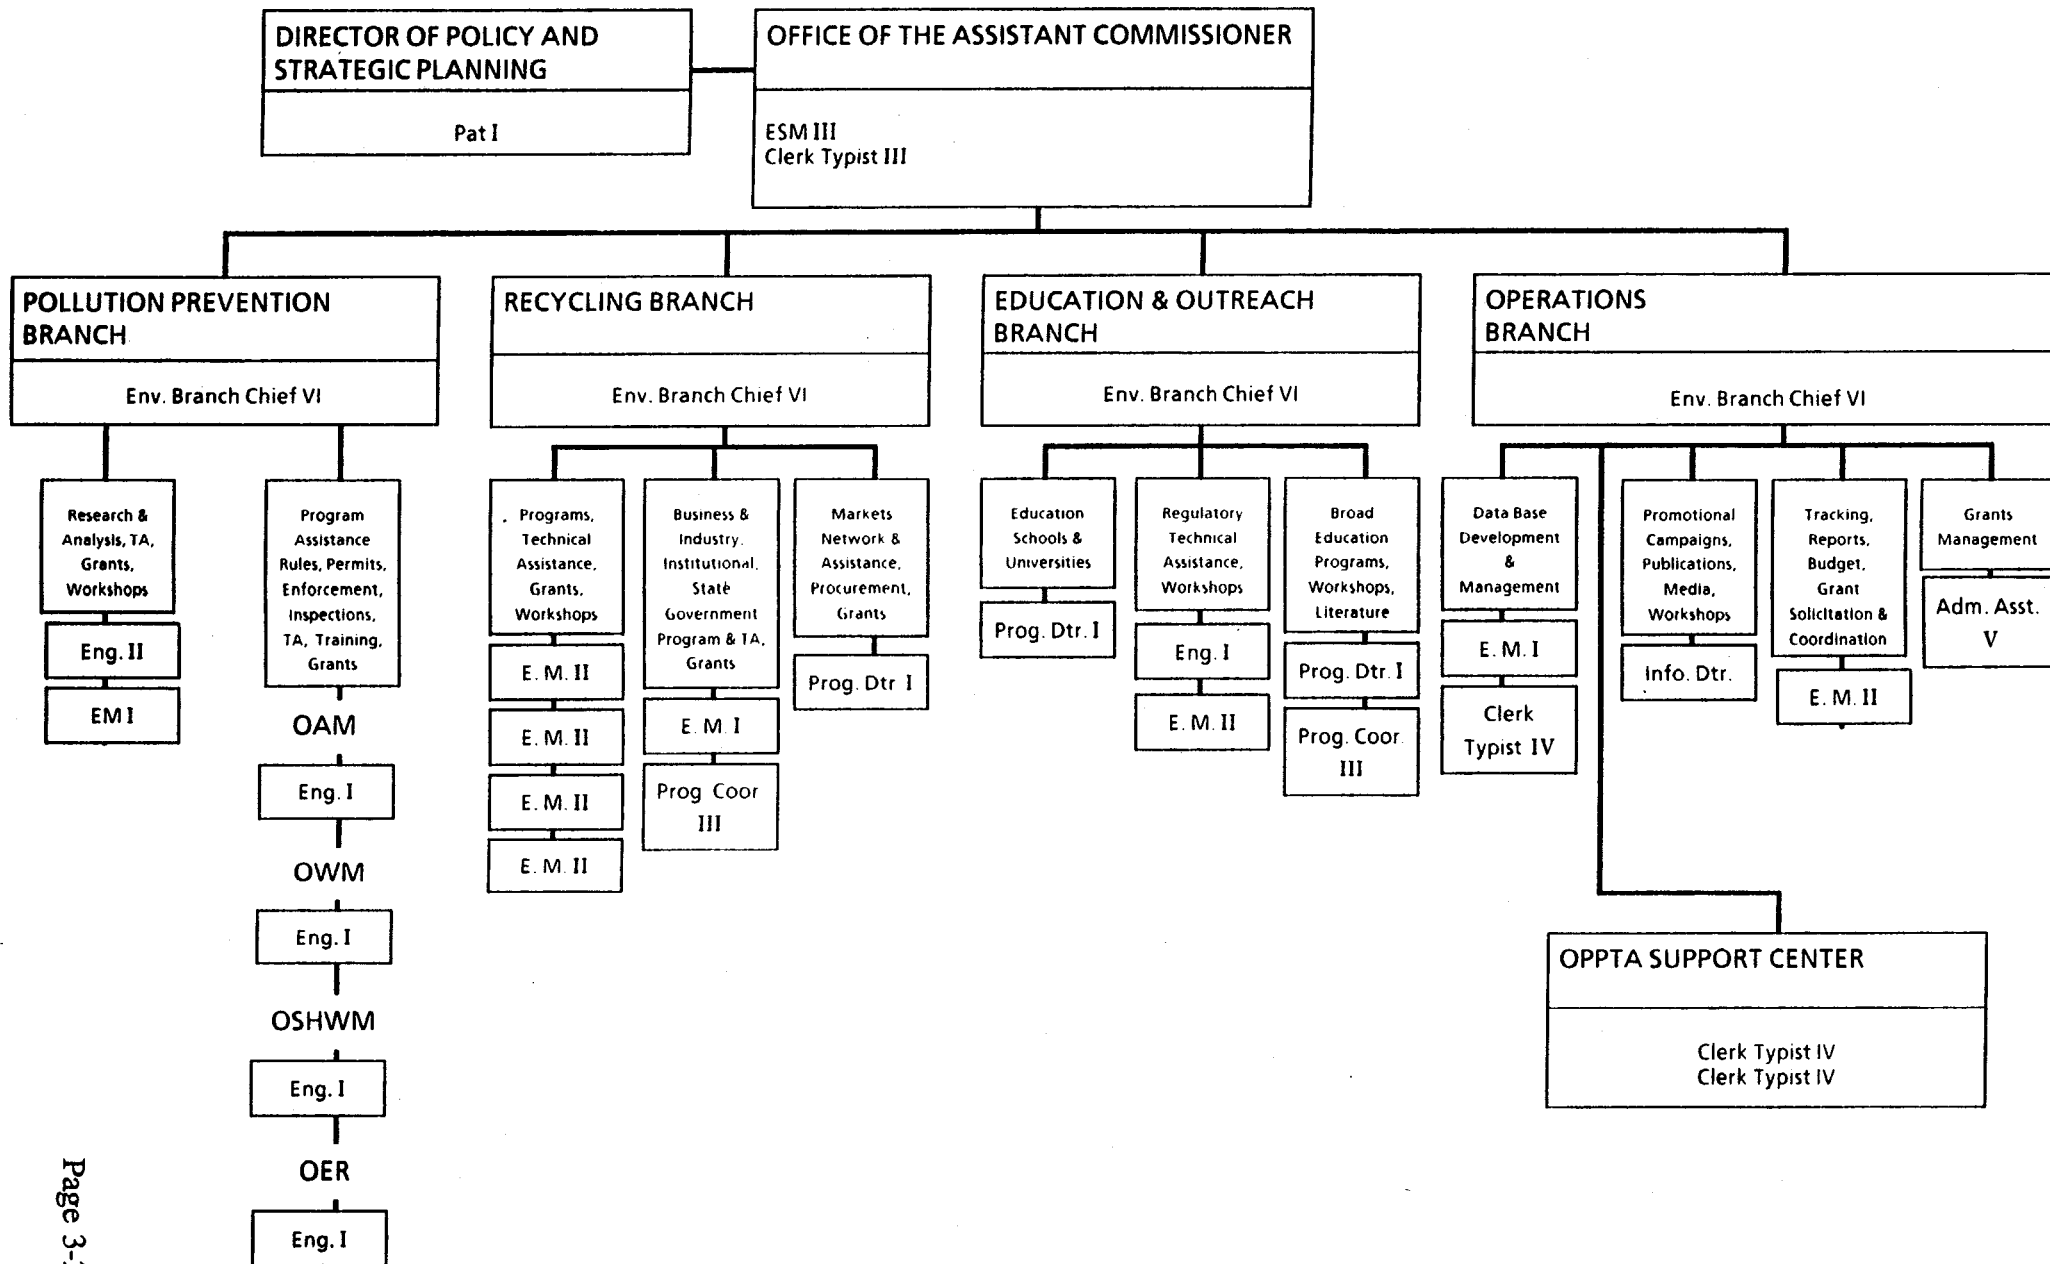 DIRECTOR OF POLICY AND
STRATEGIC PLANNING
Pat I
OFFICE OF THE ASSISTANT COMMISSIONER
ESM III
Clerk Typist III
POLLUTION PREVENTION
BRANCH
Env. Branch Chief VI
Research &
Analysis, TA,
Grants,
Workshops
Eng. II
EM I
Program
Assistance
Rules, Permits,
Enforcement,
Inspections,
TA, Training,
Grants
OAM
Eng. I
OWM
Eng. I
OSHWM
Eng. I
OER
Eng. I
RECYCLING BRANCH
Env. Branch Chief VI
Programs,
Technical
Assistance,
Grants,
Workshops
E. M. II
E. M. II
E. M. II
E. M. II
Business &
Industry,
Institutional,
State
Government
Program & TA,
Grants
E. M. I
Prog Coor
III
Markets
Network &
Assistance,
Procurement,
Grants
Prog. Dtr I
EDUCATION & OUTREACH
BRANCH
Env. Branch Chief VI
Education
Schools &
Universities
Prog. Dtr. I
Regulatory
Technical
Assistance,
Workshops
Eng. I
E. M. II
Broad
Education
Programs,
Workshops,
Literature
Prog. Dtr. I
Prog. Coor.
III
OPERATIONS
BRANCH
Env. Branch Chief VI
Data Base
Development
&
Management
E. M. I
Clerk
Typist IV
Promotional
Campaigns,
Publications,
Media,
Workshops
Info. Dtr.
Tracking,
Reports,
Budget,
Grant
Solicitation &
Coordination
E. M. II
Grants
Management
Adm. Asst.
V
OPPTA SUPPORT CENTER
Clerk Typist IV
Clerk Typist IV
Page 3-